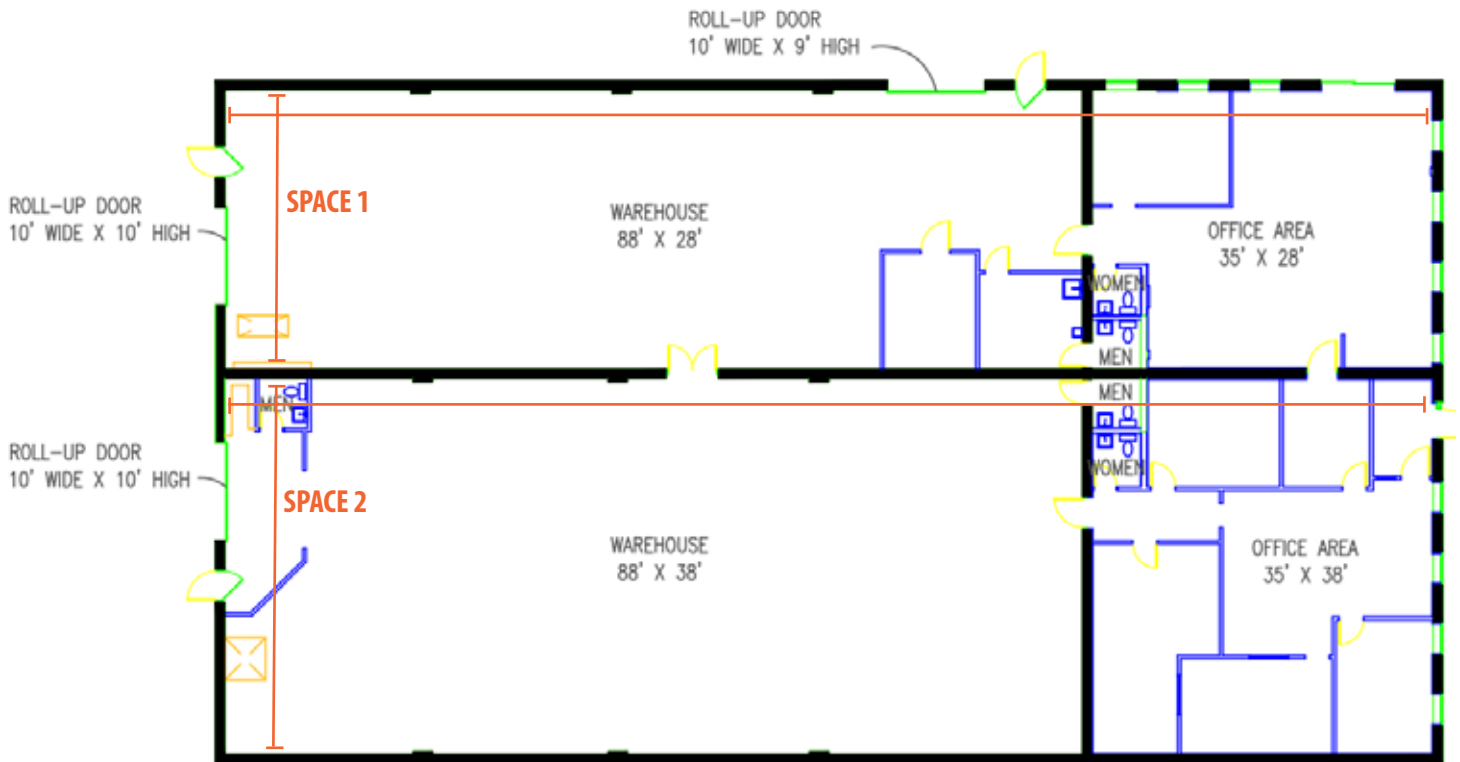 ROLL-UP DOOR
10' WIDE X 9' HIGH
ROLL-UP DOOR
10' WIDE X 10' HIGH
SPACE 1
WAREHOUSE
88' X 28'
OFFICE AREA
35' X 28'
WOMEN
MEN
MEN
MEN
WOMEN
ROLL-UP DOOR
10' WIDE X 10' HIGH
SPACE 2
WAREHOUSE
88' X 38'
OFFICE AREA
35' X 38'